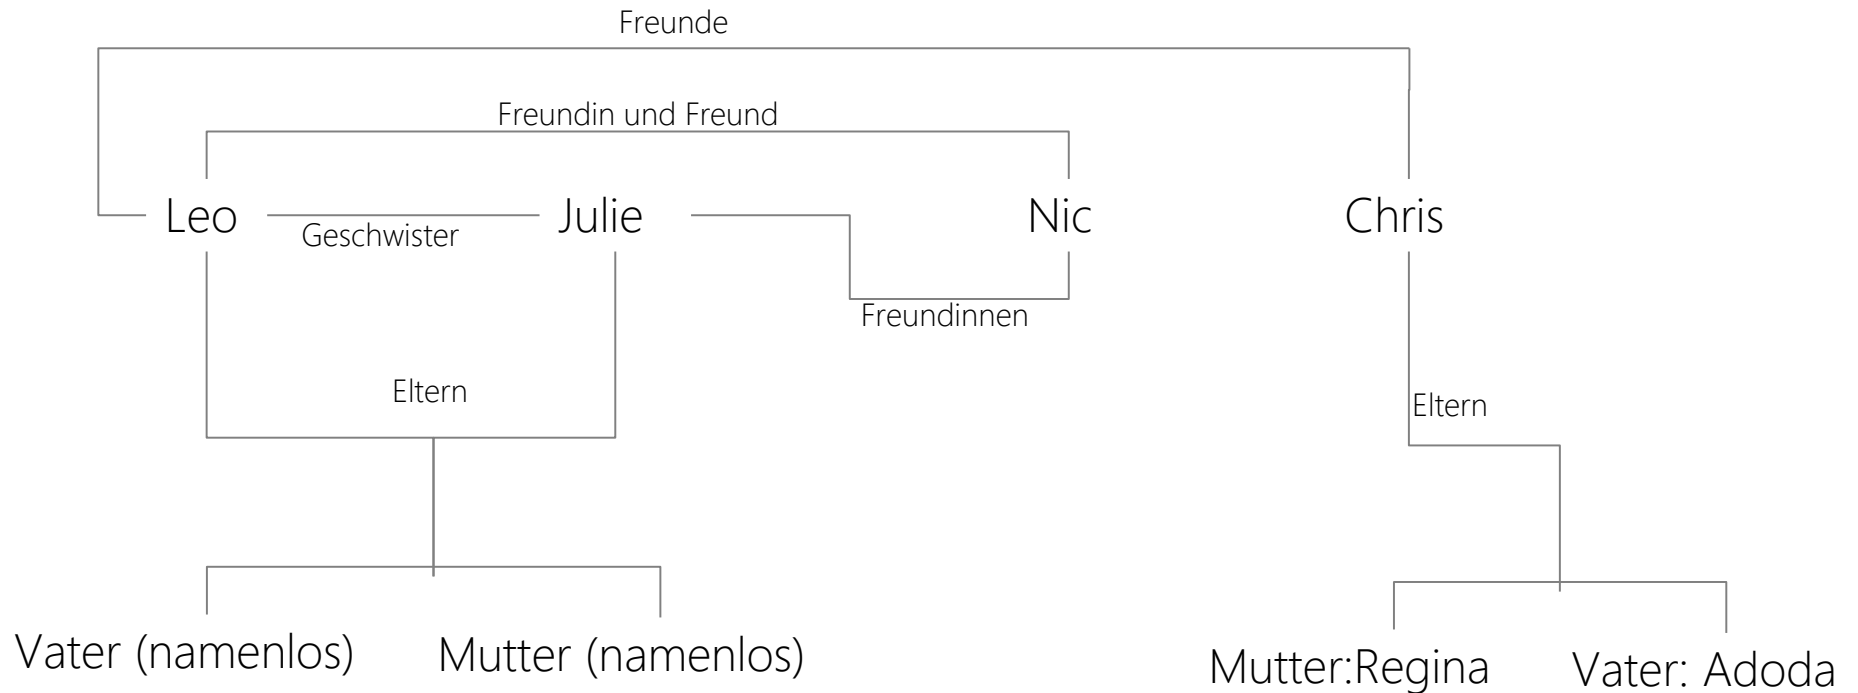 Freunde
Freundin und Freund
Leo
Geschwister
Julie
Nic
Chris
Freundinnen
Eltern
Eltern
Vater (namenlos)
Mutter (namenlos)
Mutter:Regina
Vater: Adoda